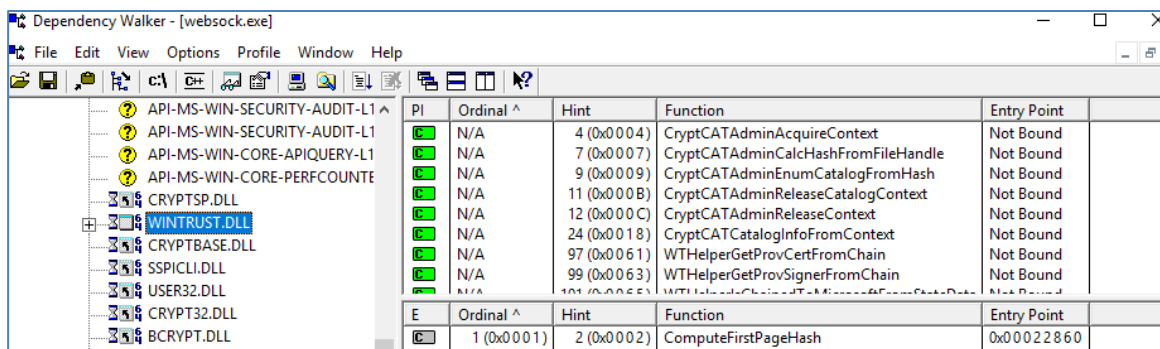 Dependency Walker - [websock.exe]
File Edit View Options Profile Window Help
c:\ C++
API-MS-WIN-SECURITY-AUDIT-L1
API-MS-WIN-SECURITY-AUDIT-L1
API-MS-WIN-CORE-APIQUERY-L1
API-MS-WIN-CORE-PERFCOUNTE
CRYPTSP.DLL
WINTRUST.DLL
CRYPTBASE.DLL
SSPICLI.DLL
USER32.DLL
CRYPT32.DLL
BCRYPT.DLL
PI Ordinal ^ Hint Function Entry Point
C N/A 4 (0x0004) CryptCATAdminAcquireContext Not Bound
C N/A 7 (0x0007) CryptCATAdminCalcHashFromFileHandle Not Bound
C N/A 9 (0x0009) CryptCATAdminEnumCatalogFromHash Not Bound
C N/A 11 (0x000B) CryptCATAdminReleaseCatalogContext Not Bound
C N/A 12 (0x000C) CryptCATAdminReleaseContext Not Bound
C N/A 24 (0x0018) CryptCATCatalogInfoFromContext Not Bound
C N/A 97 (0x0061) WTHelperGetProvCertFromChain Not Bound
C N/A 99 (0x0063) WTHelperGetProvSignerFromChain Not Bound
N/A 101 (0x0065) WTHelperIsChainedToMicrosoftFromStateData Not Bound
E Ordinal ^ Hint Function Entry Point
C 1 (0x0001) 2 (0x0002) ComputeFirstPageHash 0x00022860